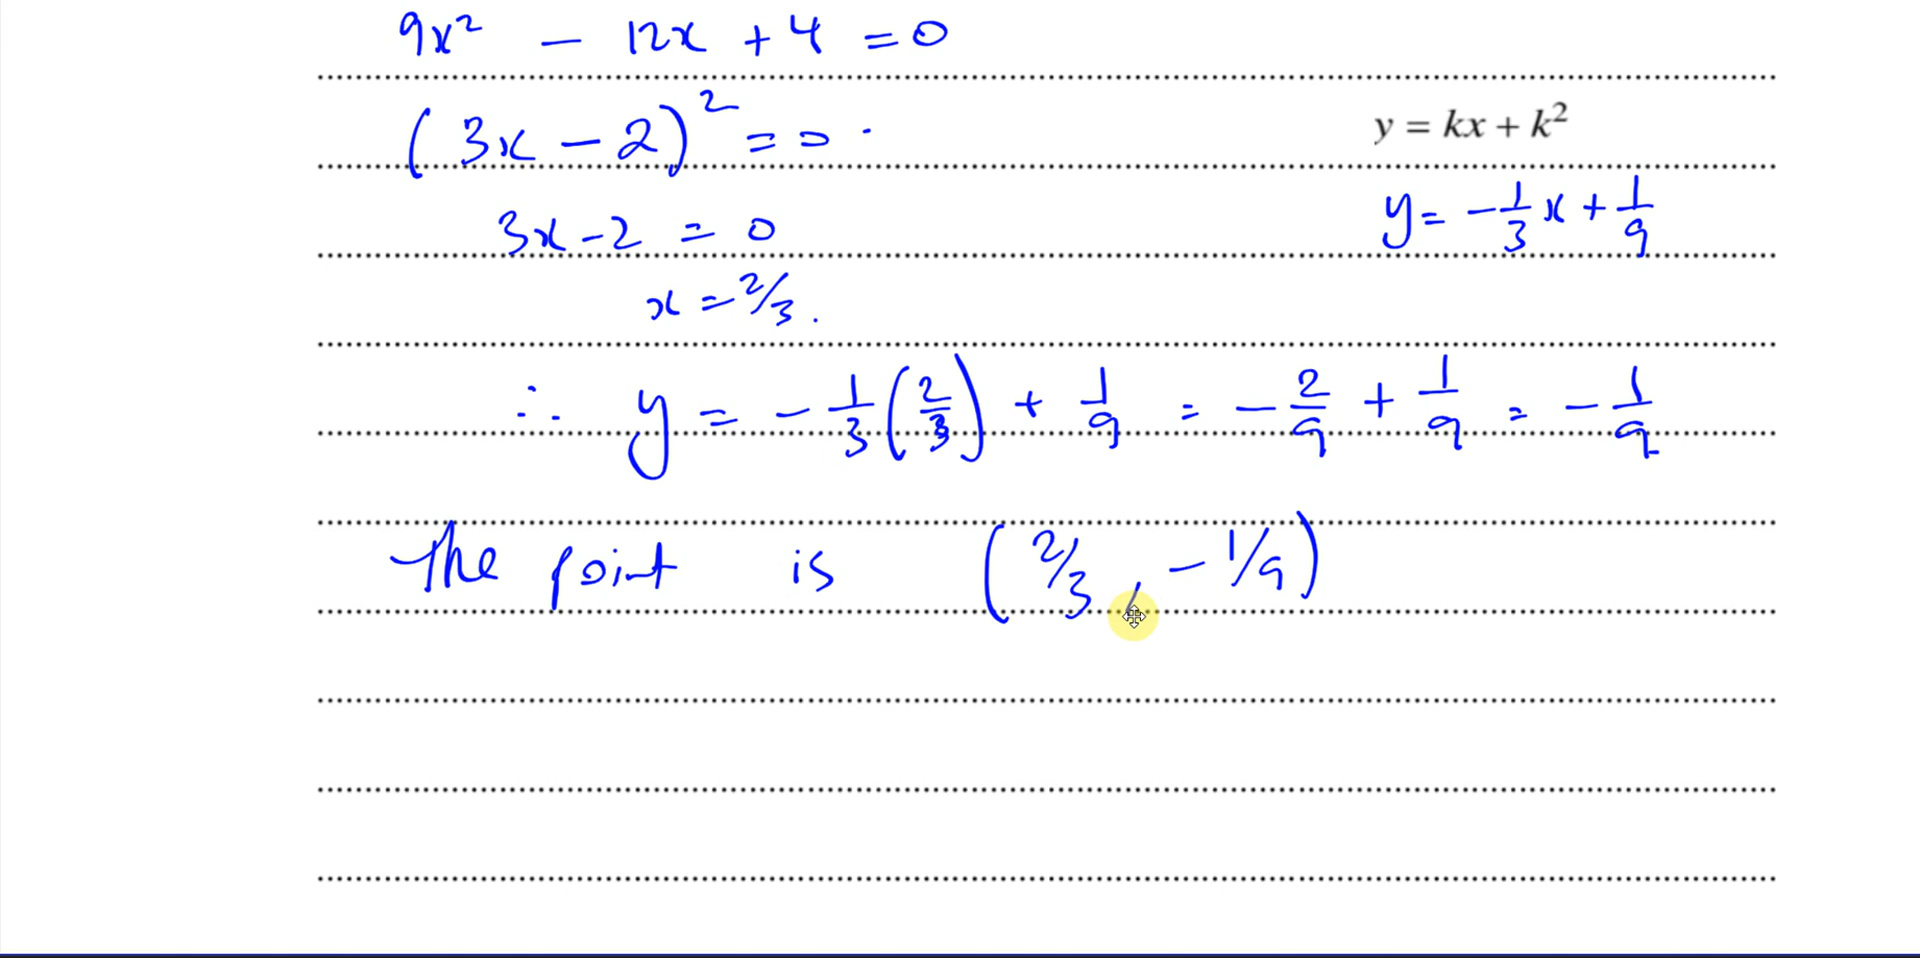 9x² - 12x + 4 = 0
(3x - 2)² = 0.
y = kx + k²
3x - 2 = 0
y = -1/3 x + 1/9
x = 2/3.
∴ y = -1/3 (2/3) + 1/9 = -2/9 + 1/9 = -1/9
The point is (2/3, -1/9)